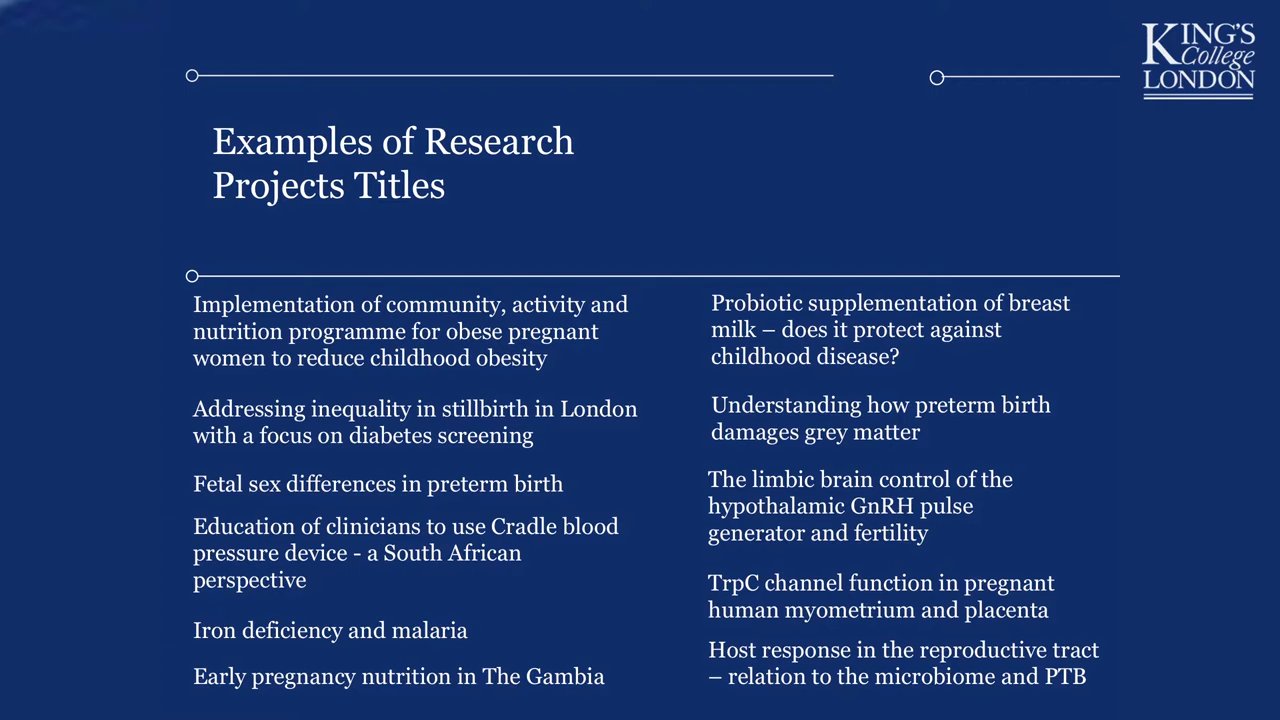 KING'S
College
LONDON
Examples of Research
Projects Titles
Implementation of community, activity and
nutrition programme for obese pregnant
women to reduce childhood obesity
Addressing inequality in stillbirth in London
with a focus on diabetes screening
Fetal sex differences in preterm birth
Education of clinicians to use Cradle blood
pressure device - a South African
perspective
Iron deficiency and malaria
Early pregnancy nutrition in The Gambia
Probiotic supplementation of breast
milk – does it protect against
childhood disease?
Understanding how preterm birth
damages grey matter
The limbic brain control of the
hypothalamic GnRH pulse
generator and fertility
TrpC channel function in pregnant
human myometrium and placenta
Host response in the reproductive tract
– relation to the microbiome and PTB